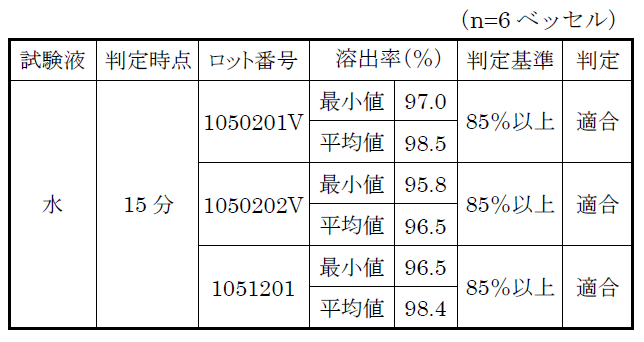 (n=6ベッセル)
試験液 判定時点 ロット番号 溶出率(%) 判定基準 判定
水 15分 1050201V 最小値 97.0 85%以上 適合
平均値 98.5
1050202V 最小値 95.8 85%以上 適合
平均値 96.5
1051201 最小値 96.5 85%以上 適合
平均値 98.4